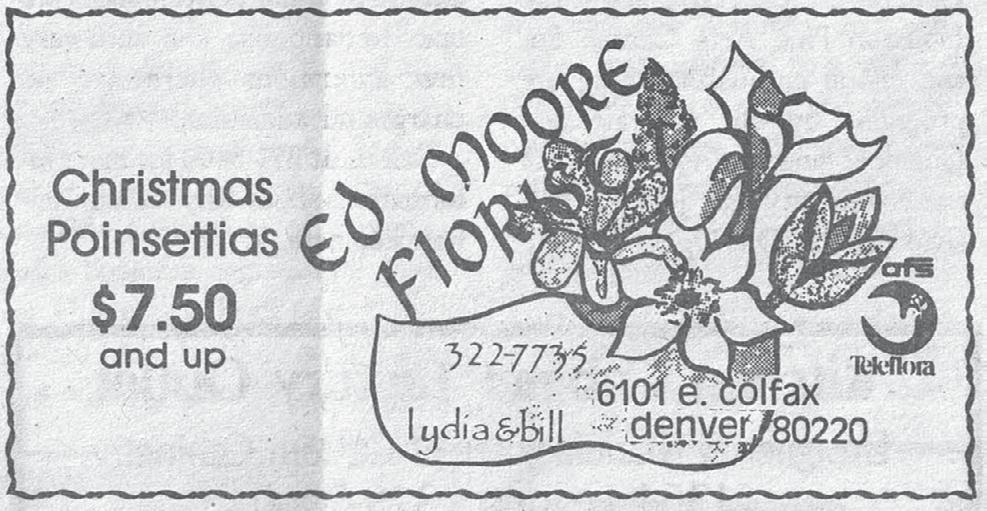 Christmas
Poinsettias
$7.50
and up
Ed Moore
Florist
322-7735
lydia & bill
6101 e. colfax
denver, 80220
afs
Teleflora